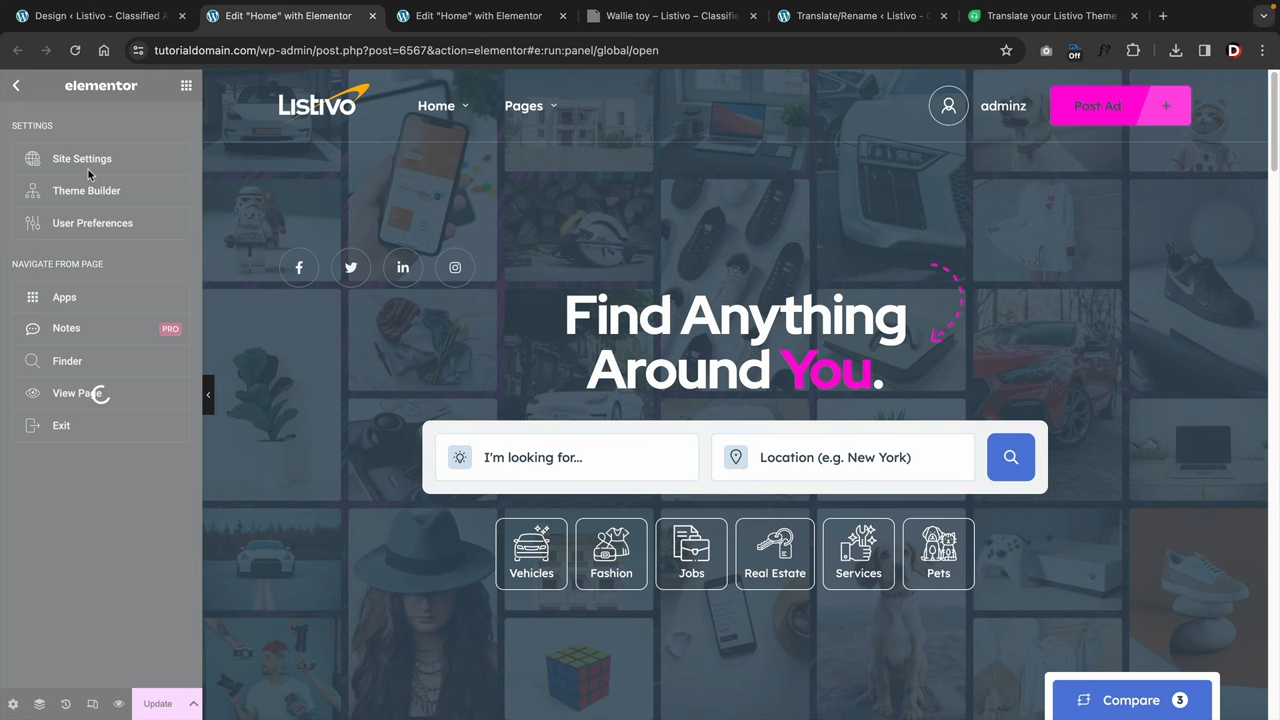 Design ‹ Listivo - Classified A
Edit "Home" with Elementor
Edit "Home" with Elementor
Wallie toy – Listivo – Classifie
Translate/Rename ‹ Listivo -
Translate your Listivo Theme
tutorialdomain.com/wp-admin/post.php?post=6567&action=elementor#e:run:panel/global/open
Off
f?
D
elementor
SETTINGS
Site Settings
Theme Builder
User Preferences
NAVIGATE FROM PAGE
Apps
Notes
PRO
Finder
View Page
Exit
Update
Listivo
Home
Pages
adminz
Post Ad +
Find Anything
Around You.
I'm looking for...
Location (e.g. New York)
Vehicles
Fashion
Jobs
Real Estate
Services
Pets
Compare 3